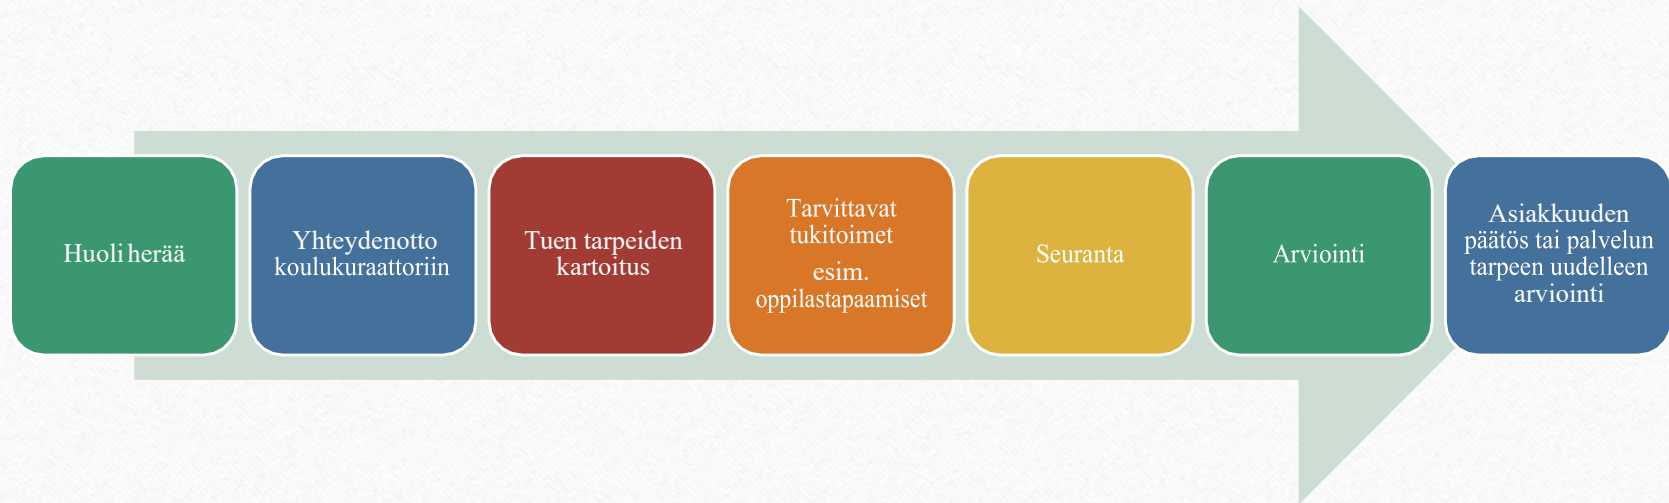 Huoli herää
Yhteydenotto
koulukuraattoriin
Tuen tarpeiden
kartoitus
Tarvittavat
tukitoimet
esim.
oppilastapaamiset
Seuranta
Arviointi
Asiakkuuden
päätös tai palvelun
tarpeen uudelleen
arviointi